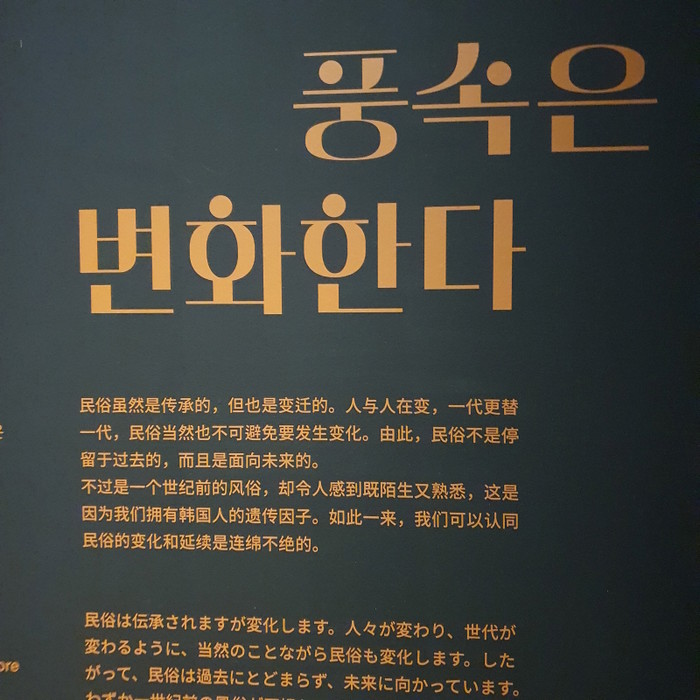 풍속은
변화한다
民俗虽然是传承的，但也是变迁的。人与人在变，一代更替
一代，民俗当然也不可避免要发生变化。由此，民俗不是停
留于过去的，而且是面向未来的。
不过是一个世纪前的风俗，却令人感到既陌生又熟悉，这是
因为我们拥有韩国人的遗传因子。如此一来，我们可以认同
民俗的变化和延续是连绵不绝的。
民俗は伝承されますが変化します。人々が変わり、世代が
変わるように、当然のことながら民俗も変化します。した
がって、民俗は過去にとどまらず、未来に向かっています。